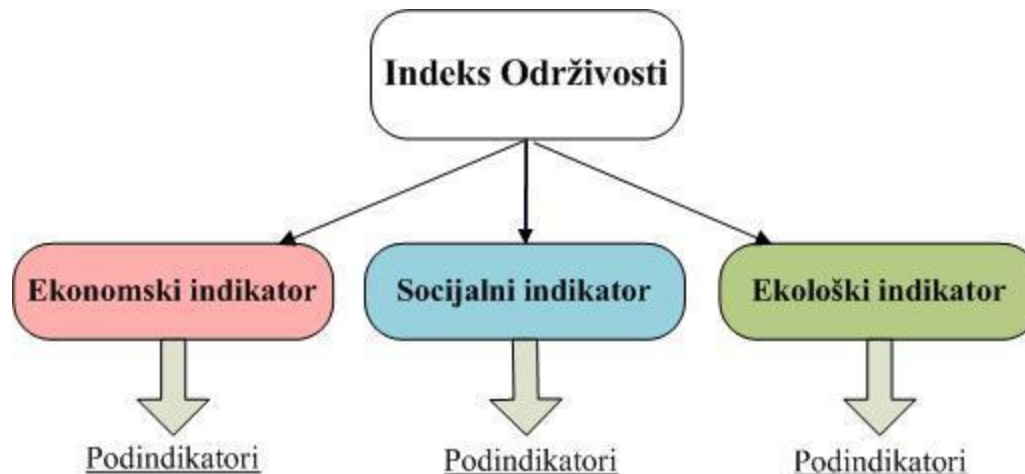 Indeks Održivosti
Ekonomski indikator
Socijalni indikator
Ekološki indikator
Podindikatori
Podindikatori
Podindikatori